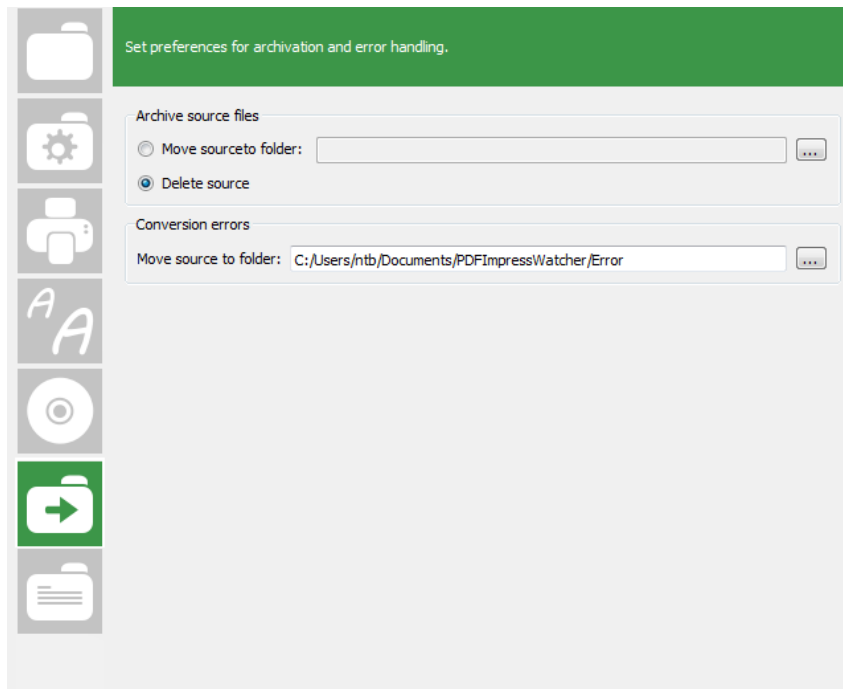 Set preferences for archivation and error handling.
Archive source files
Move sourceto folder:
...
Delete source
Conversion errors
Move source to folder: C:/Users/ntb/Documents/PDFImpressWatcher/Error
...
A A